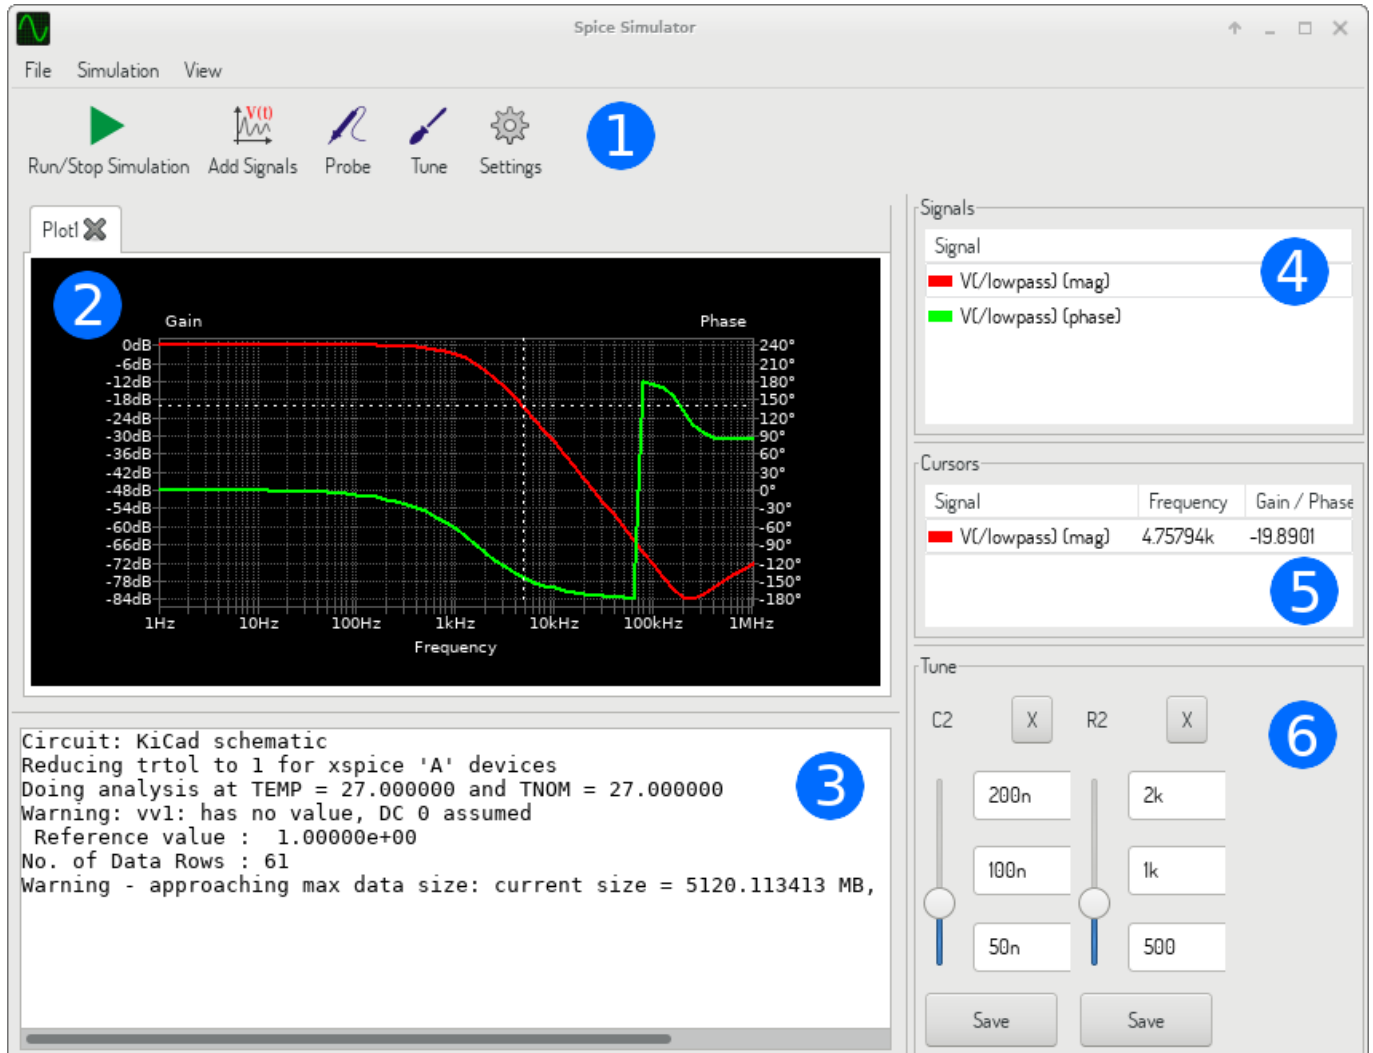 Spice Simulator
File Simulation View
Run/Stop Simulation Add Signals Probe Tune Settings
V(t)
1
Plot1
2
Gain Phase
0dB
-6dB
-12dB
-18dB
-24dB
-30dB
-36dB
-42dB
-48dB
-54dB
-60dB
-66dB
-72dB
-78dB
-84dB
240°
210°
180°
150°
120°
90°
60°
30°
0°
-30°
-60°
-90°
-120°
-150°
-180°
1Hz 10Hz 100Hz 1kHz 10kHz 100kHz 1MHz
Frequency
Circuit: KiCad schematic
Reducing trtol to 1 for xspice 'A' devices
Doing analysis at TEMP = 27.000000 and TNOM = 27.000000
Warning: vv1: has no value, DC 0 assumed
Reference value : 1.00000e+00
No. of Data Rows : 61
Warning - approaching max data size: current size = 5120.113413 MB,
3
Signals
Signal
V(/lowpass) (mag)
V(/lowpass) (phase)
4
Cursors
Signal Frequency Gain / Phase
V(/lowpass) (mag) 4.75794k -19.8901
5
Tune
C2 X R2 X
6
200n 2k
100n 1k
50n 500
Save Save